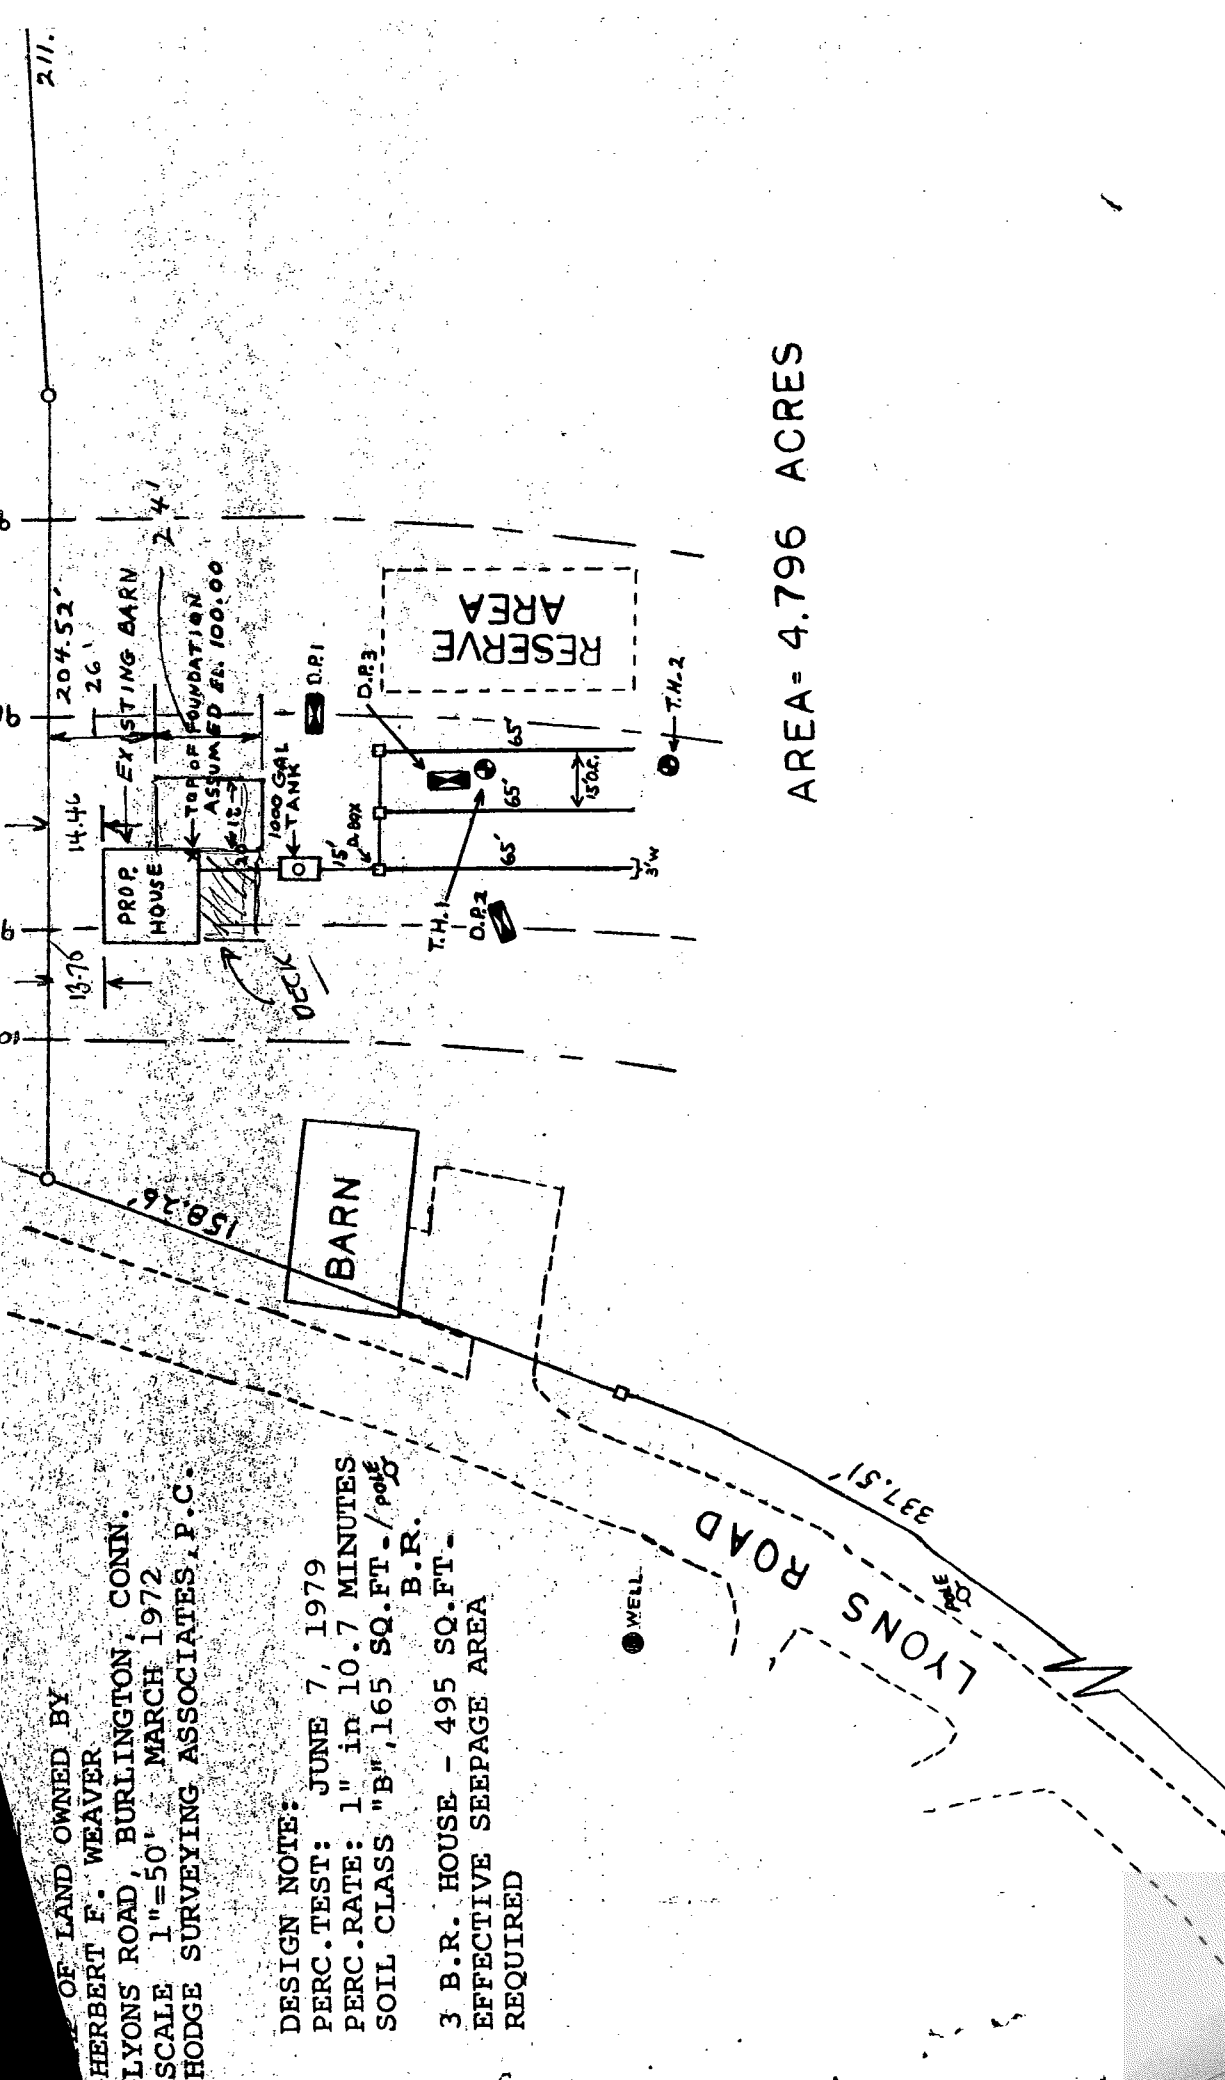 OF LAND OWNED BY
HERBERT F. WEAVER
LYONS ROAD, BURLINGTON, CONN.
SCALE 1"=50' MARCH 1972
HODGE SURVEYING ASSOCIATES, P.C.
DESIGN NOTE:
PERC.TEST: JUNE 7, 1979
PERC.RATE: 1" in 10.7 MINUTES
SOIL CLASS "B", 165 SQ.FT./
B.R.
3 B.R. HOUSE - 495 SQ.FT.
EFFECTIVE SEEPAGE AREA
REQUIRED
POLE
WELL
POLE
LYONS ROAD
337.51'
158.26'
BARN
211.
204.52'
26'
24'
14.46
13.70
EXISTING BARN
TOP OF FOUNDATION
ASSUMED EL. 100.00
PROP.
HOUSE
12
DECK
1000 GAL
TANK
15'
D.BOX
D.P.1
D.P.3
T.H.1
D.P.2
T.H.2
65'
65'
65'
15'O.C.
3'W
RESERVE
AREA
AREA= 4.796 ACRES